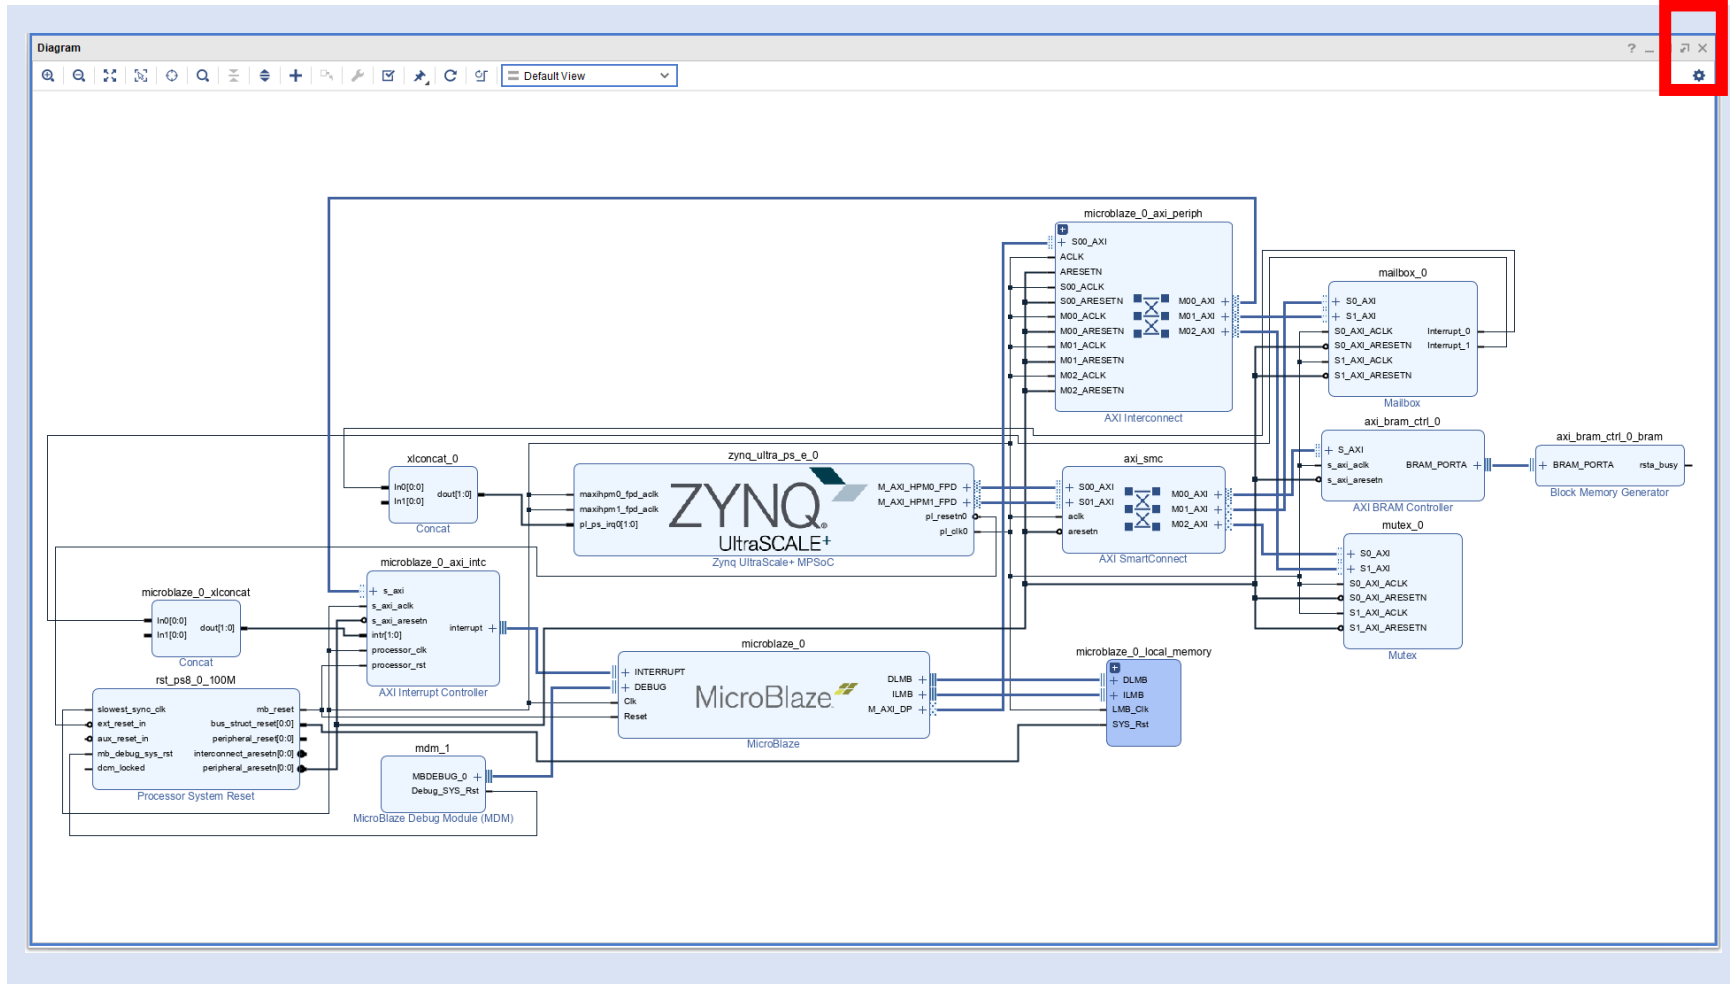 Diagram
Default View
microblaze_0_axi_periph
S00_AXI
ACLK
ARESETN
S00_ACLK
S00_ARESETN
M00_ACLK
M00_ARESETN
M01_ACLK
M01_ARESETN
M02_ACLK
M02_ARESETN
M00_AXI
M01_AXI
M02_AXI
AXI Interconnect
mailbox_0
S0_AXI
S1_AXI
S0_AXI_ACLK
S0_AXI_ARESETN
S1_AXI_ACLK
S1_AXI_ARESETN
Interrupt_0
Interrupt_1
Mailbox
axi_bram_ctrl_0
S_AXI
s_axi_aclk
s_axi_aresetn
BRAM_PORTA
AXI BRAM Controller
axi_bram_ctrl_0_bram
BRAM_PORTA
rsta_busy
Block Memory Generator
xlconcat_0
In0[0:0]
In1[0:0]
dout[1:0]
Concat
zynq_ultra_ps_e_0
maxihpm0_fpd_aclk
maxihpm1_fpd_aclk
pl_ps_irq0[1:0]
ZYNQ
UltraSCALE+
M_AXI_HPM0_FPD
M_AXI_HPM1_FPD
pl_resetn0
pl_clk0
Zynq UltraScale+ MPSoC
axi_smc
S00_AXI
S01_AXI
aclk
aresetn
M00_AXI
M01_AXI
M02_AXI
AXI SmartConnect
mutex_0
S0_AXI
S1_AXI
S0_AXI_ACLK
S0_AXI_ARESETN
S1_AXI_ACLK
S1_AXI_ARESETN
Mutex
microblaze_0_axi_intc
s_axi
s_axi_aclk
s_axi_aresetn
intr[1:0]
processor_clk
processor_rst
interrupt
AXI Interrupt Controller
microblaze_0_xlconcat
In0[0:0]
In1[0:0]
dout[1:0]
Concat
microblaze_0
INTERRUPT
DEBUG
Clk
Reset
MicroBlaze
DLMB
ILMB
M_AXI_DP
MicroBlaze
microblaze_0_local_memory
DLMB
ILMB
LMB_Clk
SYS_Rst
rst_ps8_0_100M
slowest_sync_clk
ext_reset_in
aux_reset_in
mb_debug_sys_rst
dcm_locked
mb_reset
bus_struct_reset[0:0]
peripheral_reset[0:0]
interconnect_aresetn[0:0]
peripheral_aresetn[0:0]
Processor System Reset
mdm_1
MBDEBUG_0
Debug_SYS_Rst
MicroBlaze Debug Module (MDM)